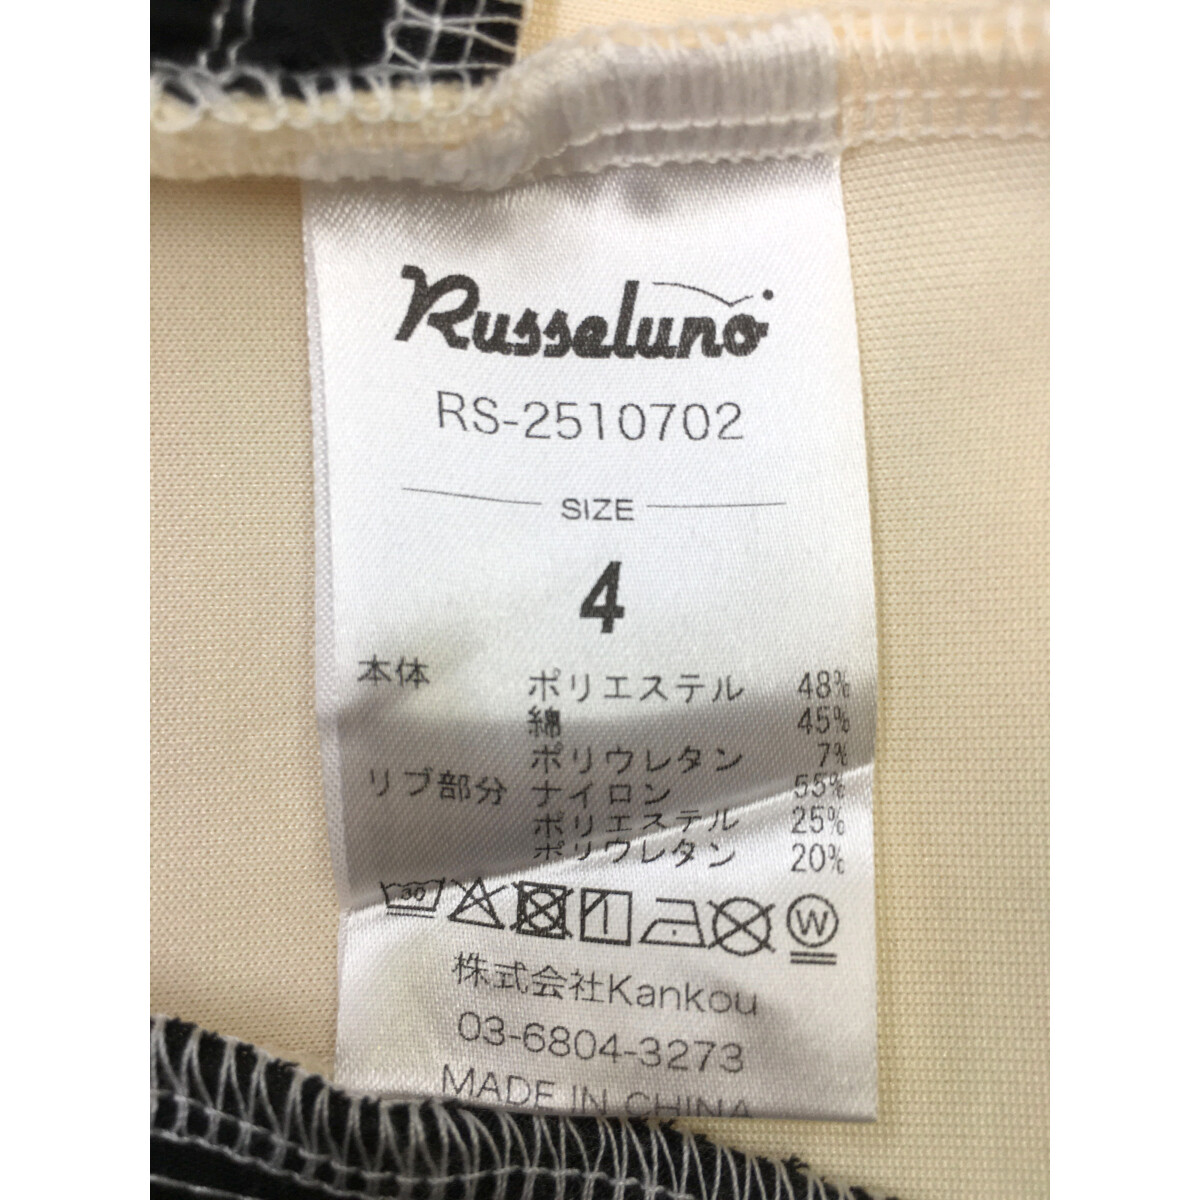 Russeluno
RS-2510702
SIZE
4
本体 ポリエステル 48%
綿 45%
ポリウレタン 7%
リブ部分 ナイロン 55%
ポリエステル 25%
ポリウレタン 20%
30 W
株式会社Kankou
03-6804-3273
MADE IN CHINA